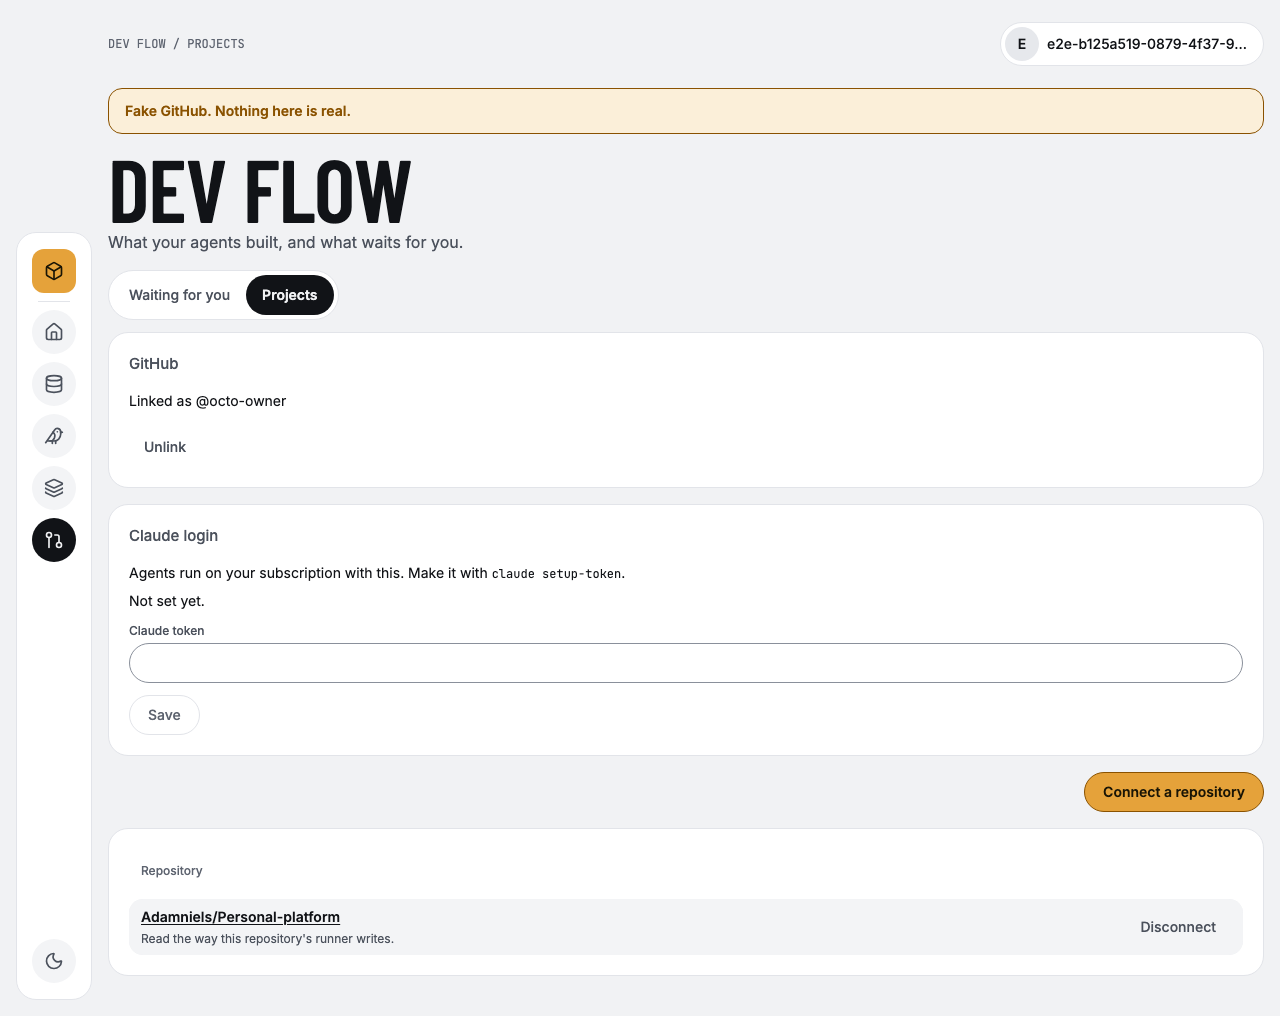 DEV FLOW / PROJECTS
E
e2e-b125a519-0879-4f37-9...
Fake GitHub. Nothing here is real.
DEV FLOW
What your agents built, and what waits for you.
Waiting for you
Projects
GitHub
Linked as @octo-owner
Unlink
Claude login
Agents run on your subscription with this. Make it with claude setup-token.
Not set yet.
Claude token
Save
Connect a repository
Repository
Adamniels/Personal-platform
Read the way this repository's runner writes.
Disconnect